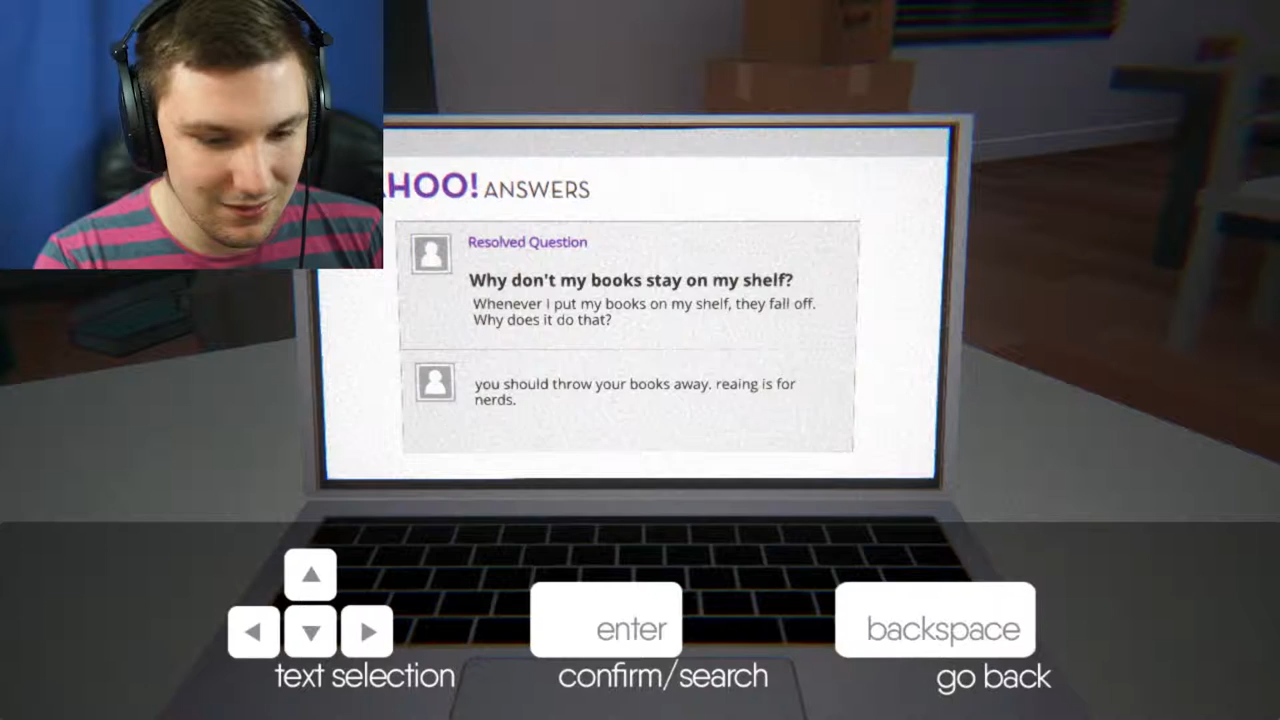 AHOO! ANSWERS
Resolved Question
Why don't my books stay on my shelf?
Whenever I put my books on my shelf, they fall off.
Why does it do that?
you should throw your books away. reaing is for
nerds.
enter
backspace
text selection
confirm/search
go back